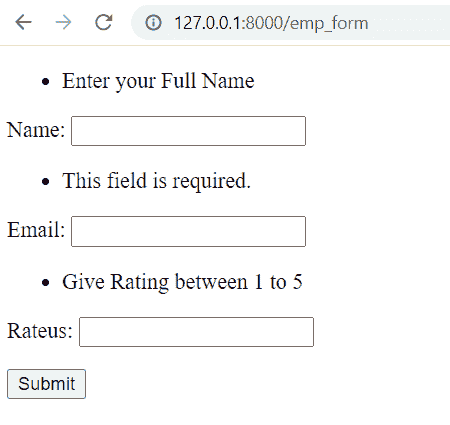 127.0.0.1:8000/emp_form
• Enter your Full Name
Name:
• This field is required.
Email:
• Give Rating between 1 to 5
Rateus:
Submit